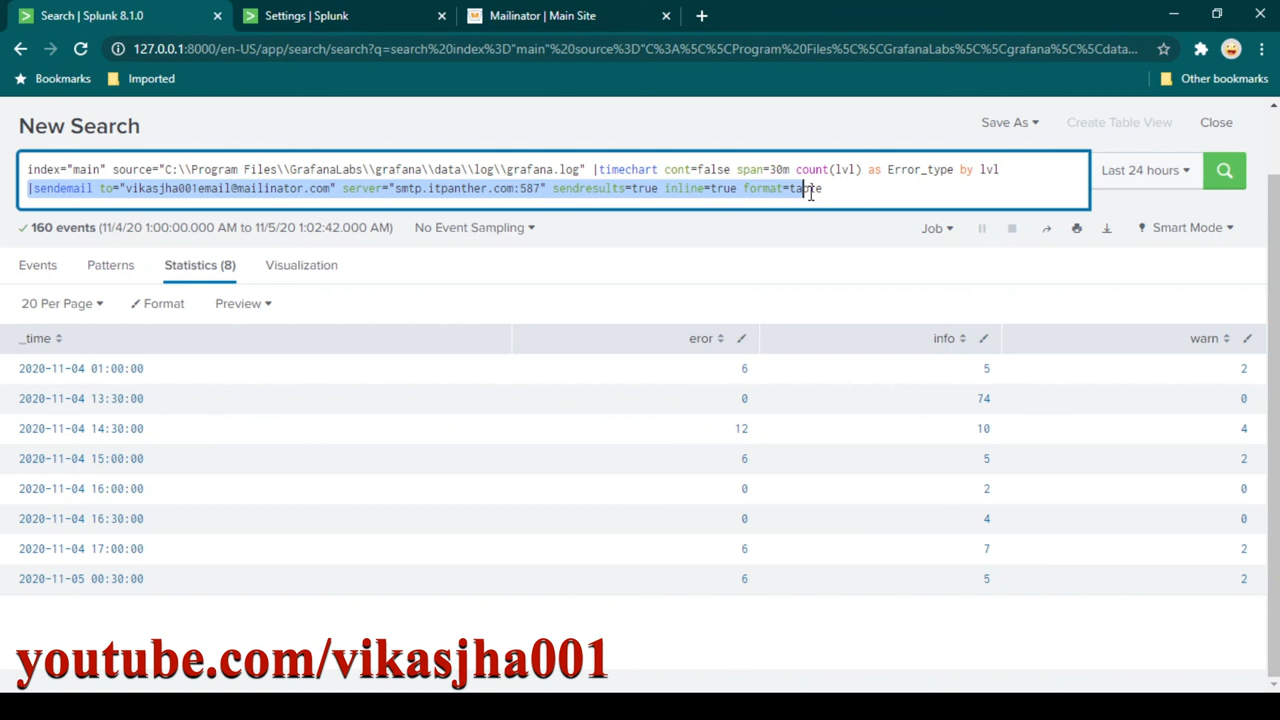 Search | Splunk 8.1.0
Settings | Splunk
Mailinator | Main Site
127.0.0.1:8000/en-US/app/search/search?q=search%20index%3D"main"%20source%3D"C%3A%5C%5CProgram%20Files%5C%5CGrafanaLabs%5C%5Cgrafana%5C%5Cdata...
Bookmarks
Imported
Other bookmarks
New Search
Save As
Create Table View
Close
index="main" source="C:\\Program Files\\GrafanaLabs\\grafana\\data\\log\\grafana.log" |timechart cont=false span=30m count(lvl) as Error_type by lvl
|sendemail to="vikasjha001email@mailinator.com" server="smtp.itpanther.com:587" sendresults=true inline=true format=table
Last 24 hours
160 events (11/4/20 1:00:00.000 AM to 11/5/20 1:02:42.000 AM)
No Event Sampling
Job
Smart Mode
Events
Patterns
Statistics (8)
Visualization
20 Per Page
Format
Preview
_time eror info warn
2020-11-04 01:00:00 6 5 2
2020-11-04 13:30:00 0 74 0
2020-11-04 14:30:00 12 10 4
2020-11-04 15:00:00 6 5 2
2020-11-04 16:00:00 0 2 0
2020-11-04 16:30:00 0 4 0
2020-11-04 17:00:00 6 7 2
2020-11-05 00:30:00 6 5 2
youtube.com/vikasjha001